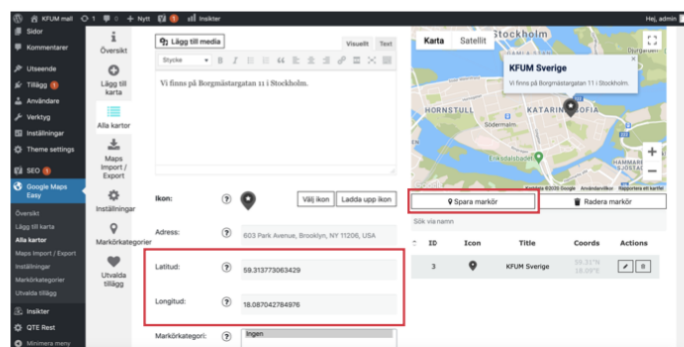 KFUM mall 1 0 + Nytt insikter Hej, admin
Sidor
Kommentarer
Utseende
Tillägg 1
Användare
Verktyg
Inställningar
Theme settings
SEO
Google Maps Easy
Översikt
Lägg till karta
Alla kartor
Maps Import / Export
Inställningar
Markörkategorier
Utvalda tillägg
Insikter
QTE Rest
Minimera meny
Översikt
Lägg till
karta
Alla kartor
Maps
Import /
Export
Inställningar
Markörkategorier
Utvalda
tillägg
Lägg till media
Visuellt Text
Stycke B I
Vi finns på Borgmästargatan 11 i Stockholm.
Ikon: ? Välj ikon Ladda upp ikon
Adress: ? 603 Park Avenue, Brooklyn, NY 11206, USA
Latitud: ? 59.313773063429
Longitud: ? 18.087042784976
Markörkategori: ? Ingen
Karta Satellit
Stockholm
KFUM Sverige
Vi finns på Borgmästargatan 11 i Stockholm.
HORNSTULL
KATARINA-SOFIA
Södermalm
Eriksdalsbadet
Google
Spara markör
Radera markör
Sök via namn
ID Icon Title Coords Actions
3 KFUM Sverige 59.31°N
18.09°E